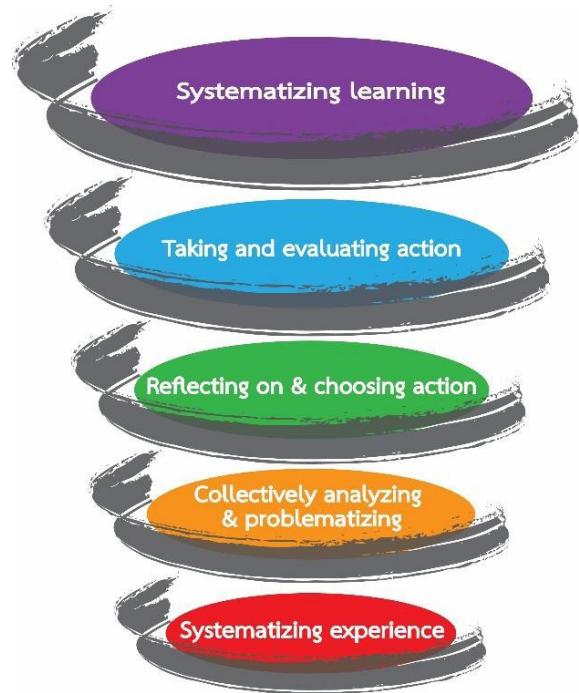 Systematizing learning
Taking and evaluating action
Reflecting on & choosing action
Collectively analyzing
& problematizing
Systematizing experience